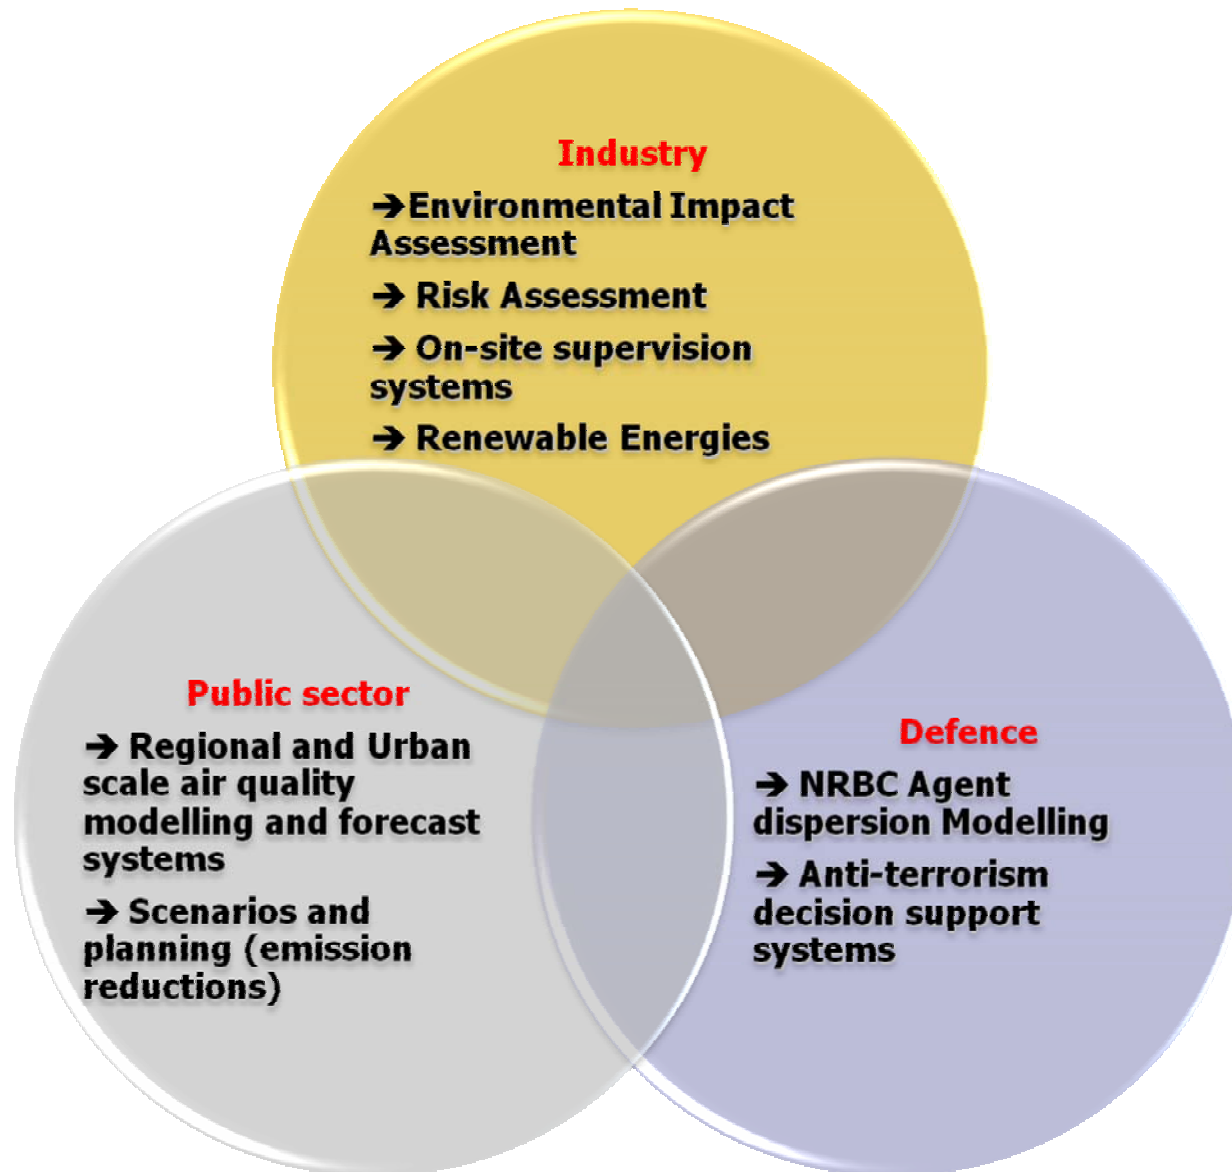 Industry
➔Environmental Impact
Assessment
➔ Risk Assessment
➔ On-site supervision
systems
➔ Renewable Energies
Public sector
➔ Regional and Urban
scale air quality
modelling and forecast
systems
➔ Scenarios and
planning (emission
reductions)
Defence
➔ NRBC Agent
dispersion Modelling
➔ Anti-terrorism
decision support
systems